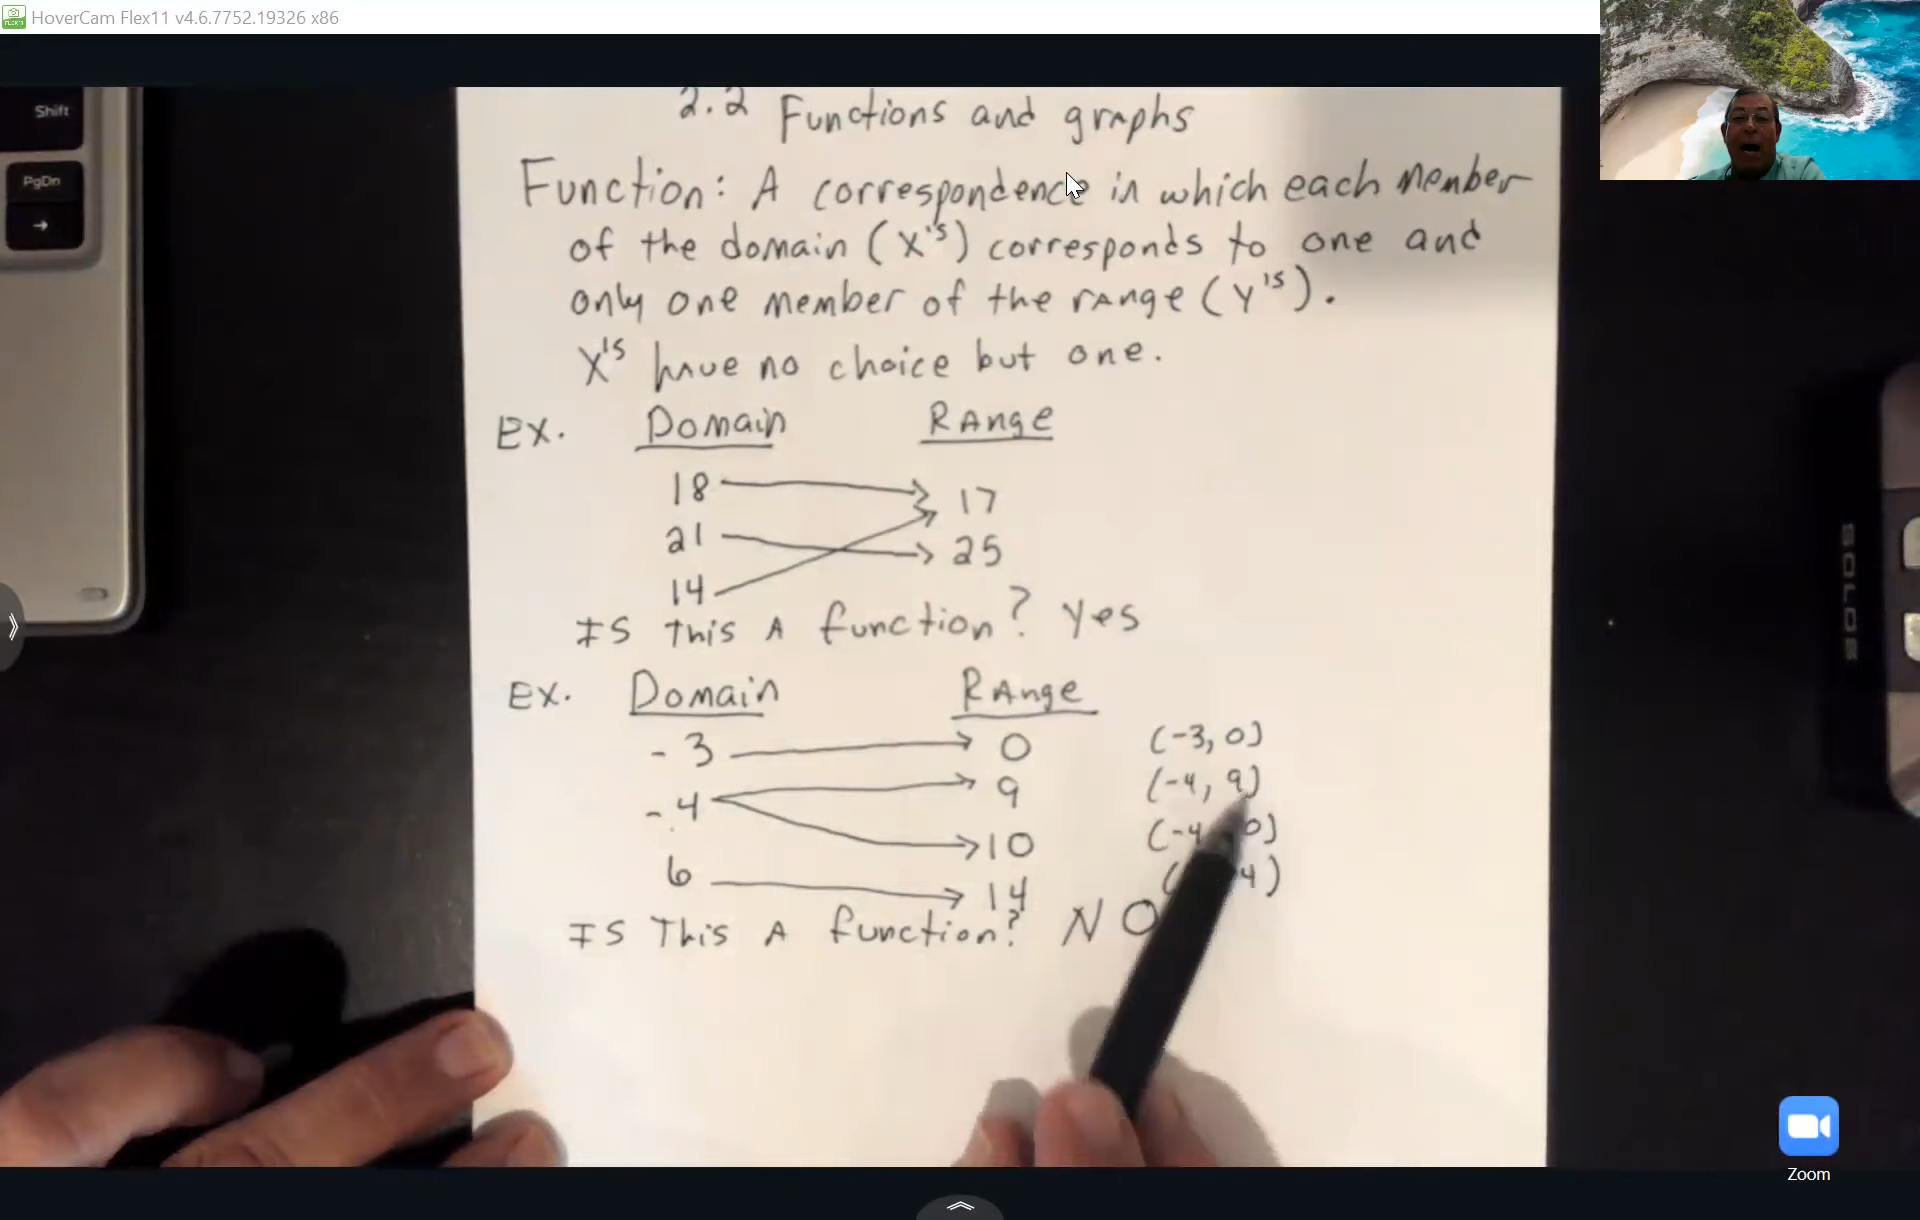 HoverCam Flex11 v4.6.7752.19326 x86
Shift
PgDn
2.2 Functions and graphs
Function: A correspondence in which each member
of the domain (X's) corresponds to one and
only one member of the range (Y's).
X's have no choice but one.
EX. Domain Range
18 17
21 25
14
Is This A function? Yes
EX. Domain Range
-3 0 (-3, 0)
-4 9 (-4, 9)
10 (-4, 0)
6 14 ( 4)
Is This A function? NO
Zoom